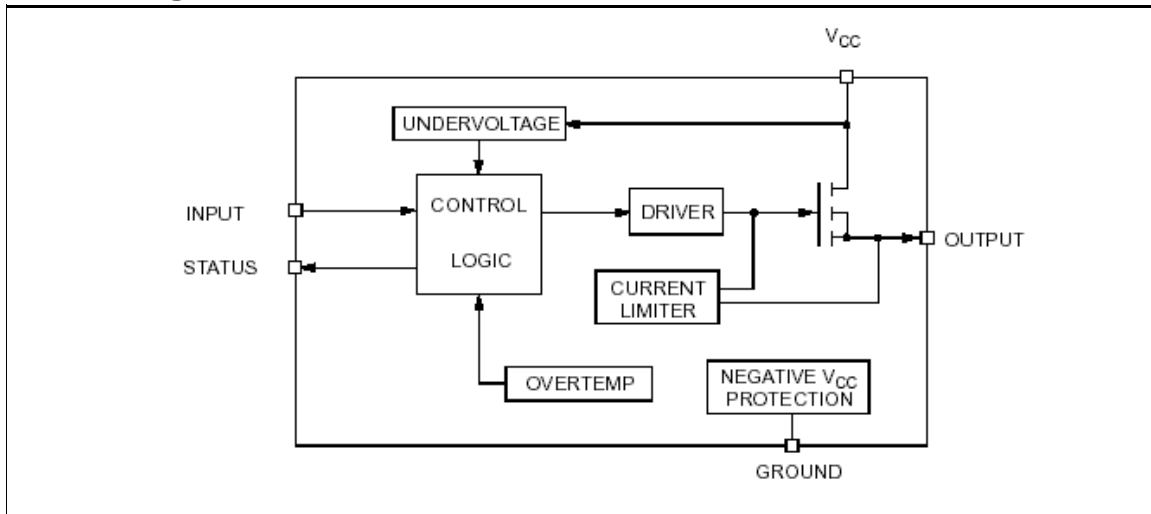 VCC
UNDERVOLTAGE
INPUT
CONTROL
LOGIC
DRIVER
OUTPUT
STATUS
CURRENT
LIMITER
OVERTEMP
NEGATIVE VCC
PROTECTION
GROUND